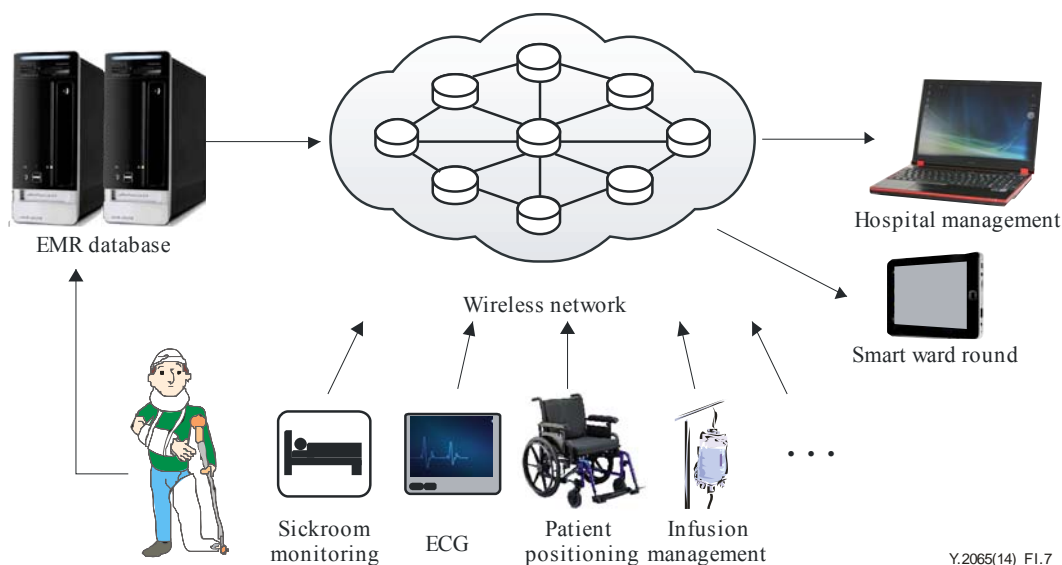 EMR database
Hospital management
Wireless network
Smart ward round
Sickroom
monitoring
ECG
Patient
positioning
Infusion
management
. . .
Y.2065(14)_FI.7